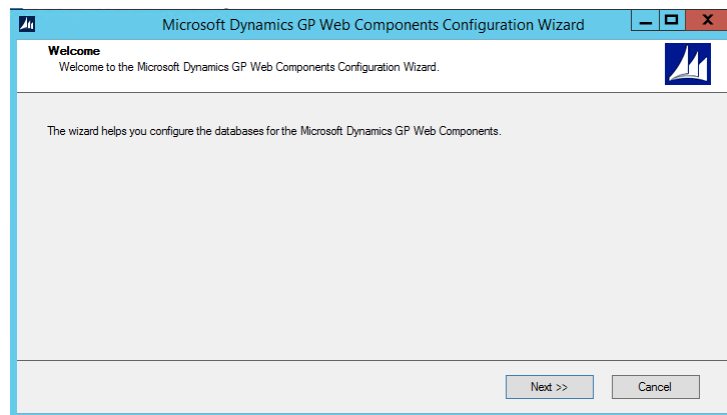 Microsoft Dynamics GP Web Components Configuration Wizard
Welcome
Welcome to the Microsoft Dynamics GP Web Components Configuration Wizard.
The wizard helps you configure the databases for the Microsoft Dynamics GP Web Components.
Next >>
Cancel